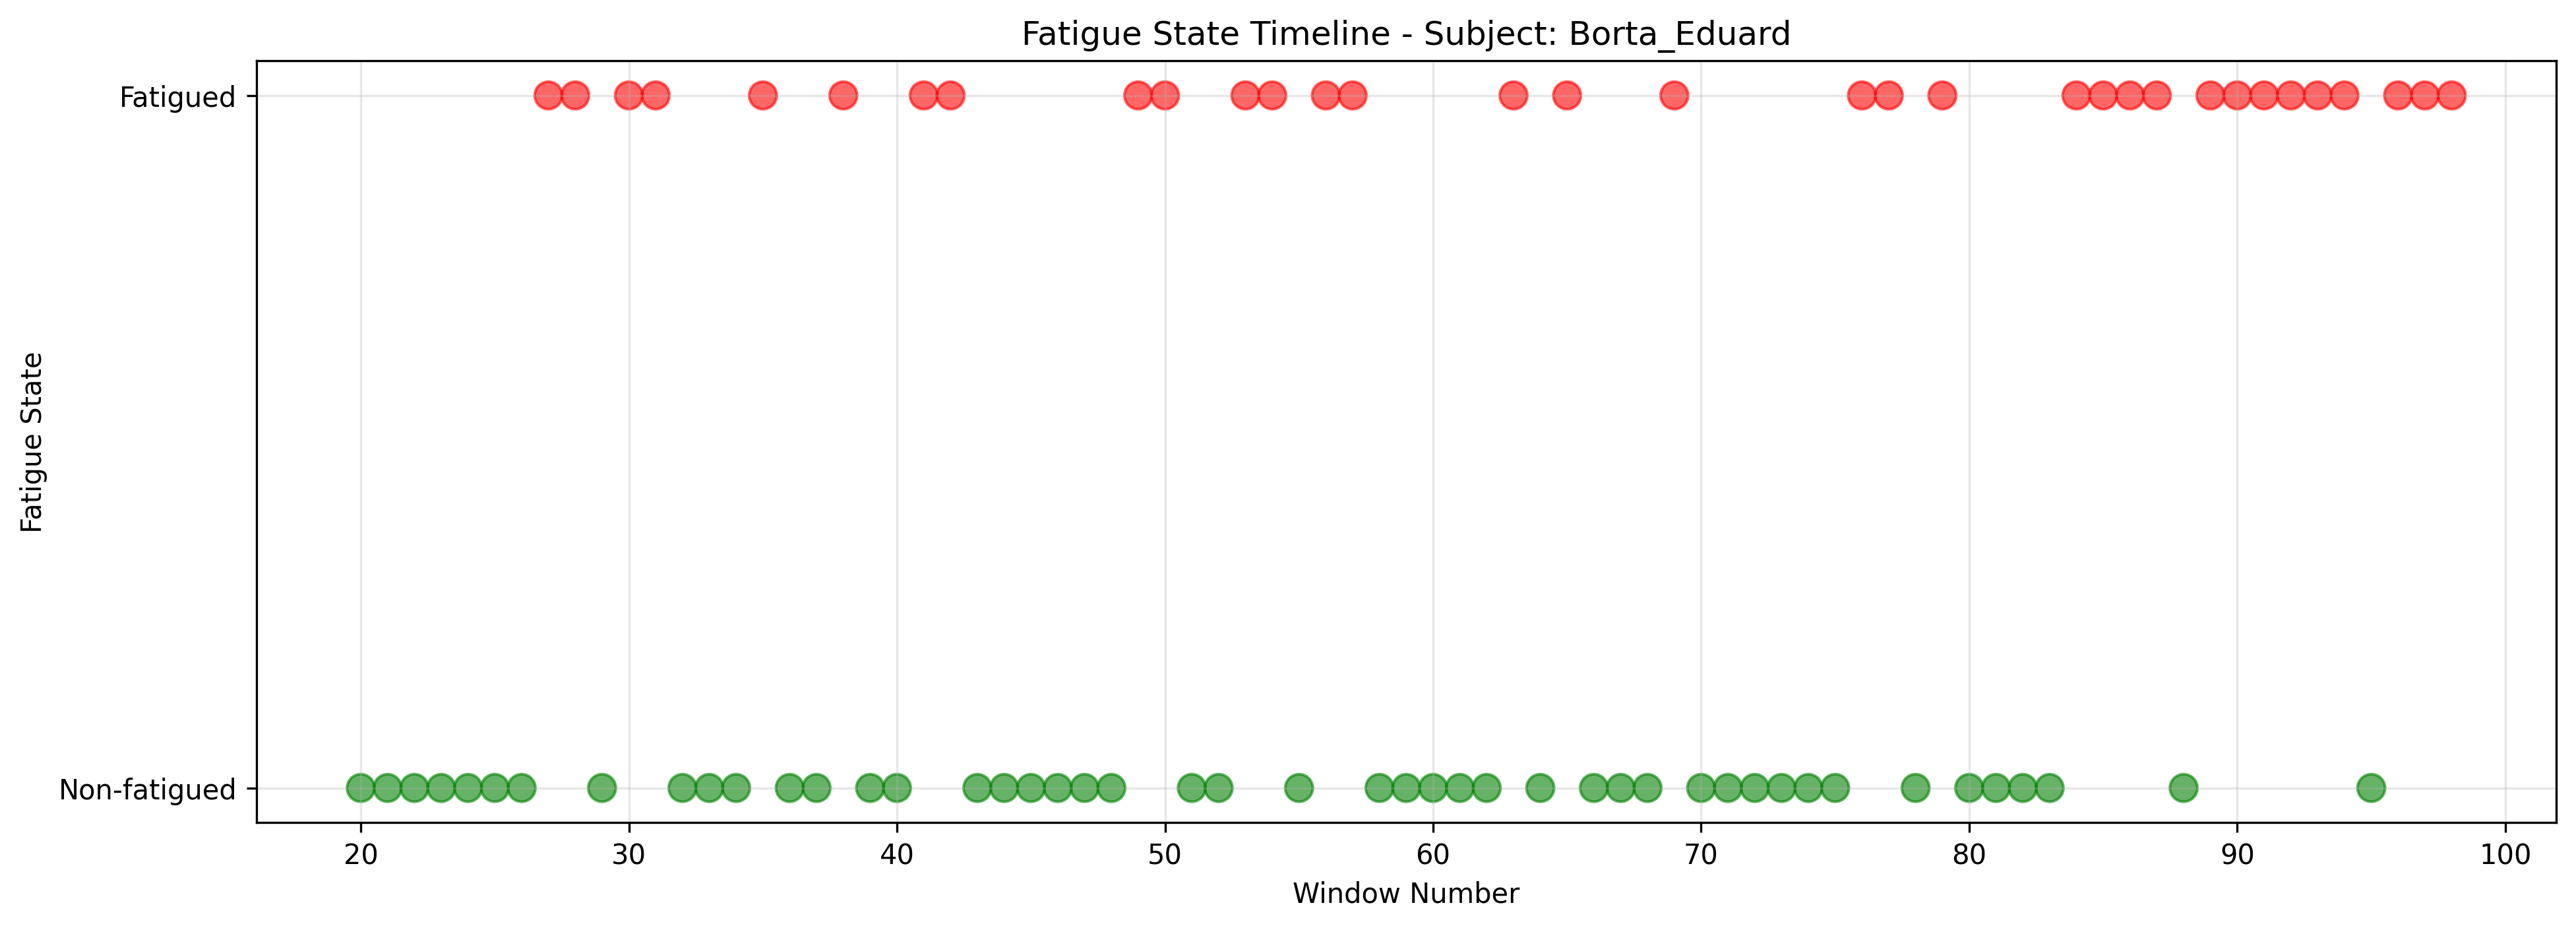 Fatigue State Timeline - Subject: Borta_Eduard
Fatigued
Fatigue State
Non-fatigued
20 30 40 50 60 70 80 90 100
Window Number